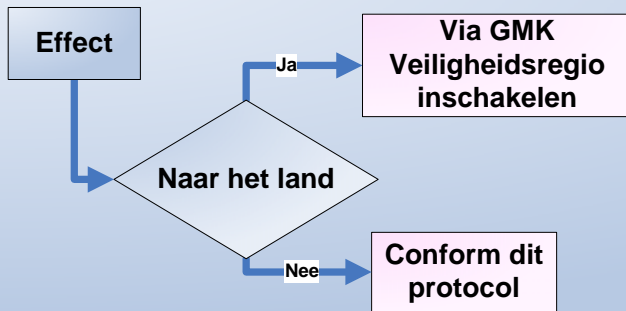 Effect
Ja
Via GMK
Veiligheidsregio
inschakelen
Naar het land
Nee
Conform dit
protocol